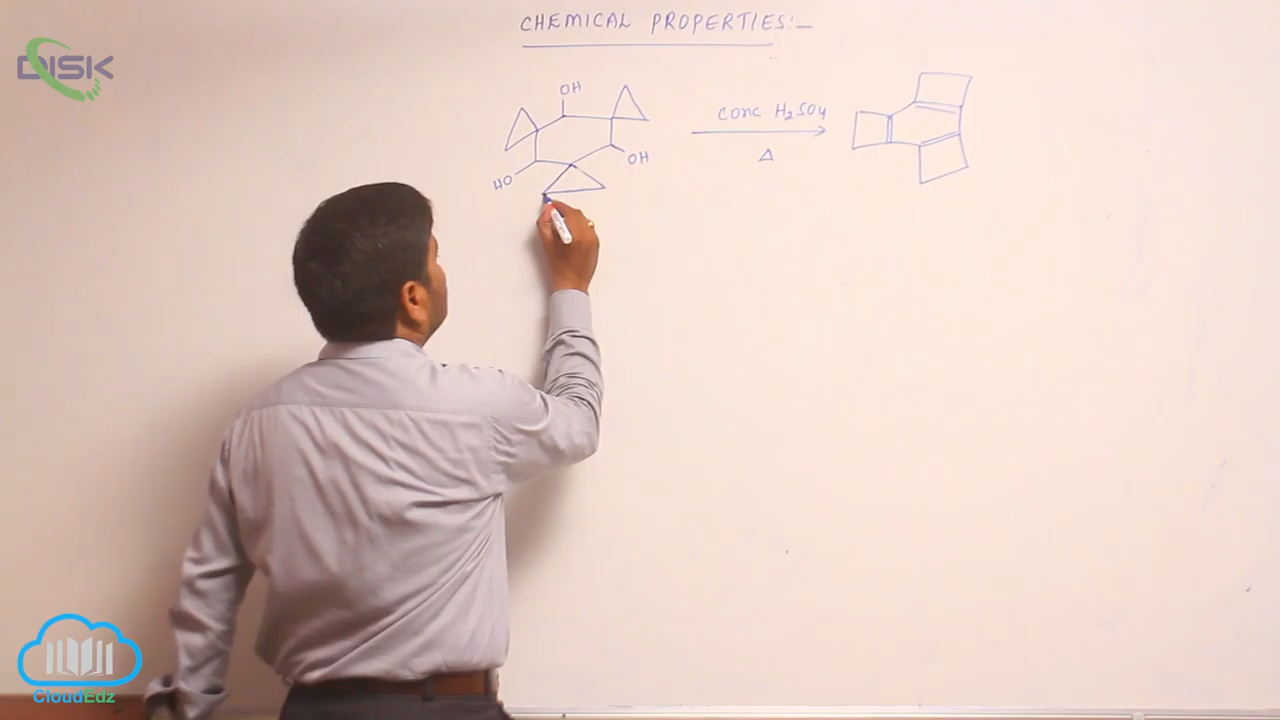 CHEMICAL PROPERTIES:-
DISK
OH
conc. H₂SO₄
Δ
OH
HO
CloudEdz